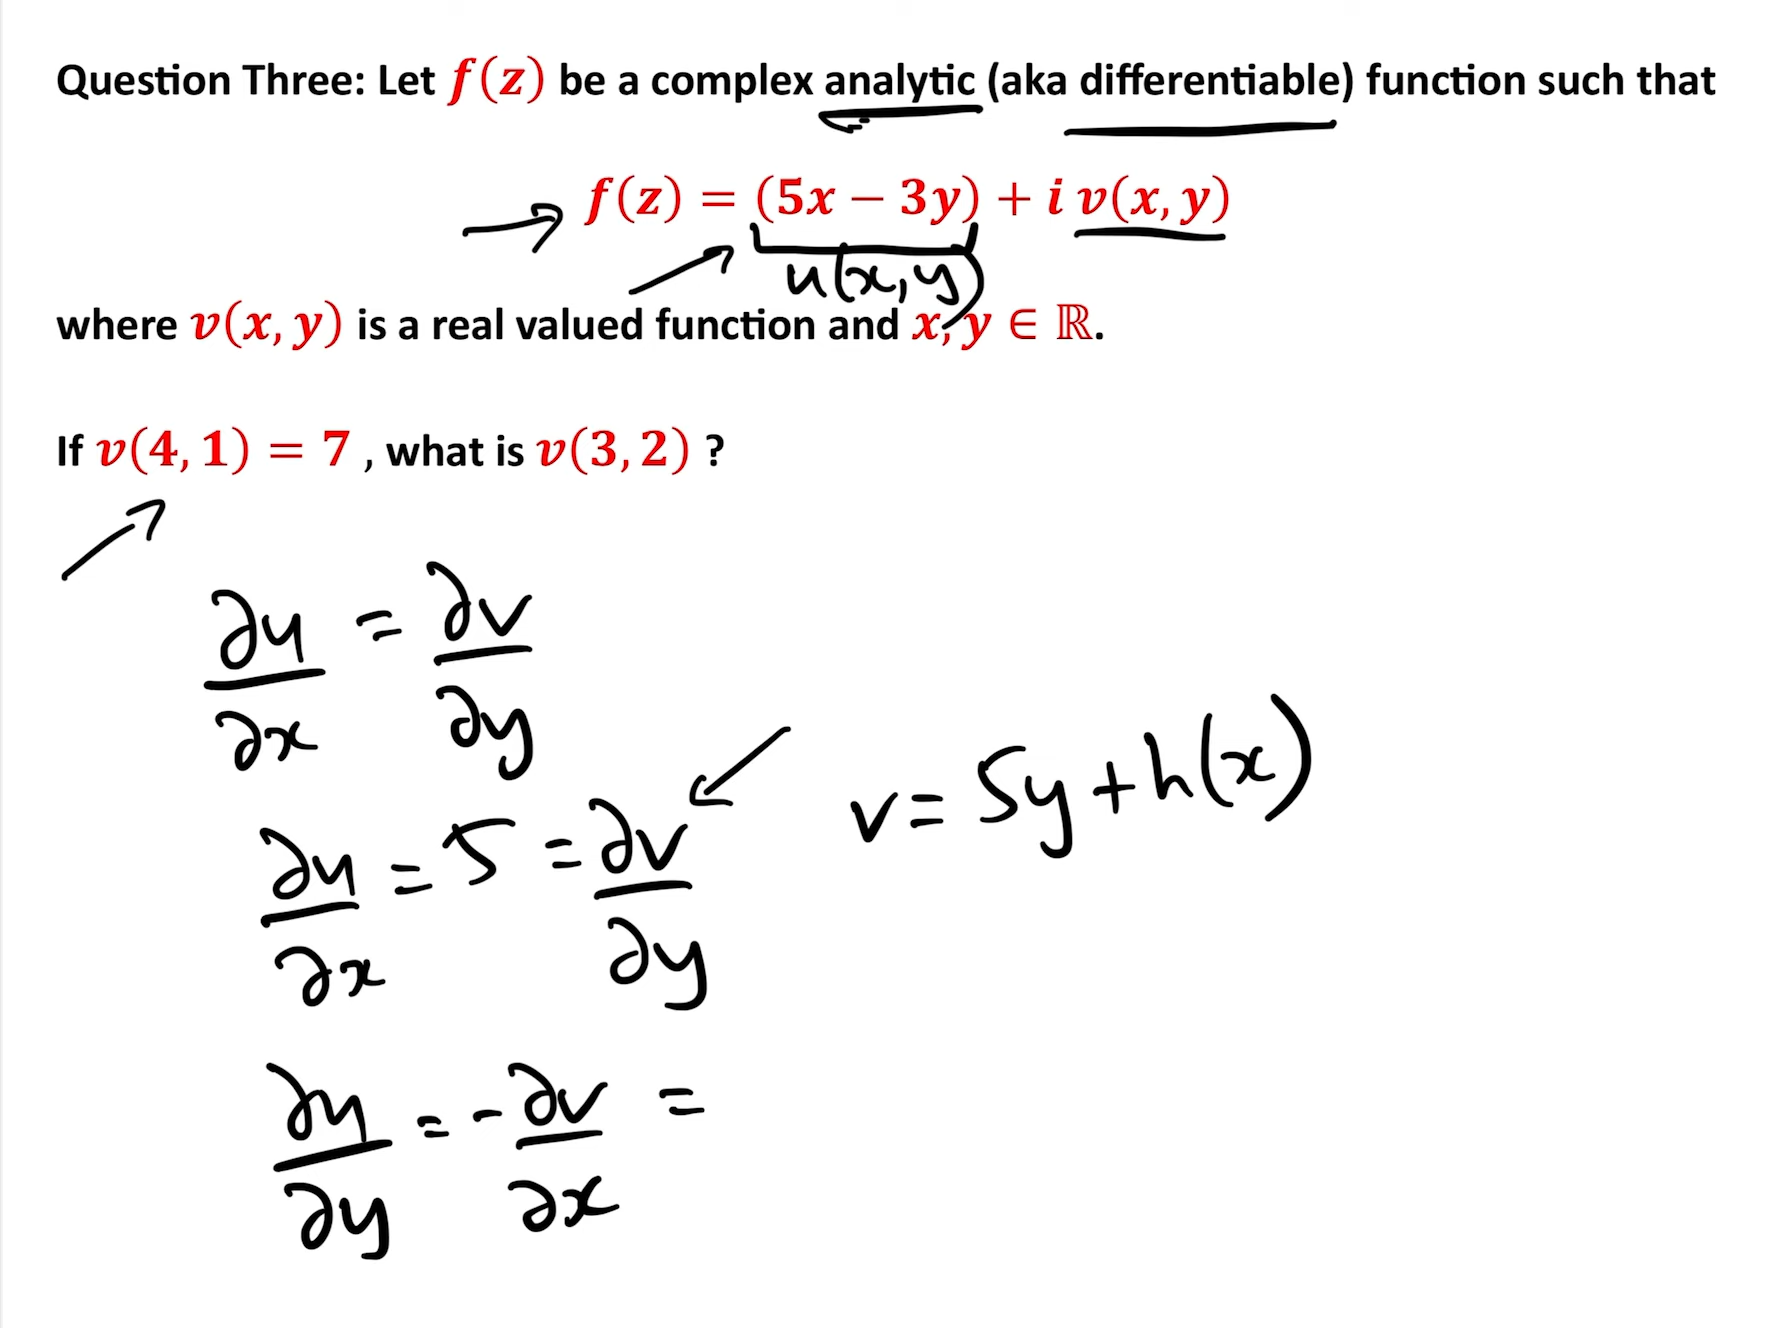 Question Three: Let f(z) be a complex analytic (aka differentiable) function such that
f(z) = (5x − 3y) + i v(x, y)
u(x,y)
where v(x, y) is a real valued function and x, y ∈ ℝ.
If v(4, 1) = 7 , what is v(3, 2) ?
∂u/∂x = ∂v/∂y
∂u/∂x = 5 = ∂v/∂y
v = 5y + h(x)
∂u/∂y = -∂v/∂x =